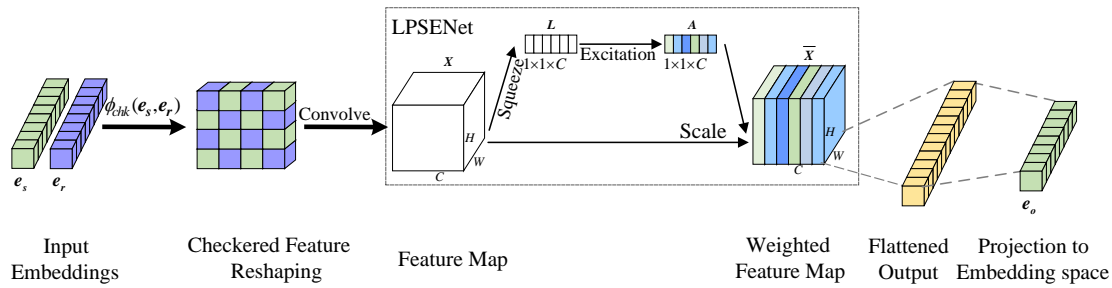 LPSENet
L
A
X
X̅
Squeeze
1×1×C
Excitation
1×1×C
ϕchk(es,er)
Convolve
Scale
H
W
C
H
W
C
es
er
eo
Input
Embeddings
Checkered Feature
Reshaping
Feature Map
Weighted
Feature Map
Flattened
Output
Projection to
Embedding space